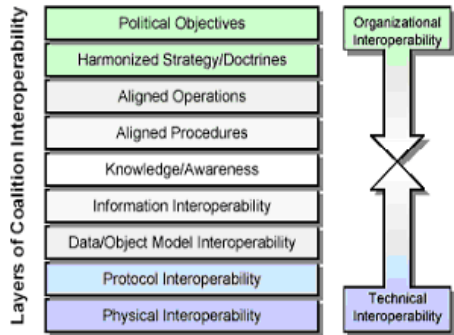 Layers of Coalition Interoperability
Political Objectives
Harmonized Strategy/Doctrines
Aligned Operations
Aligned Procedures
Knowledge/Awareness
Information Interoperability
Data/Object Model Interoperability
Protocol Interoperability
Physical Interoperability
Organizational
Interoperability
Technical
Interoperability